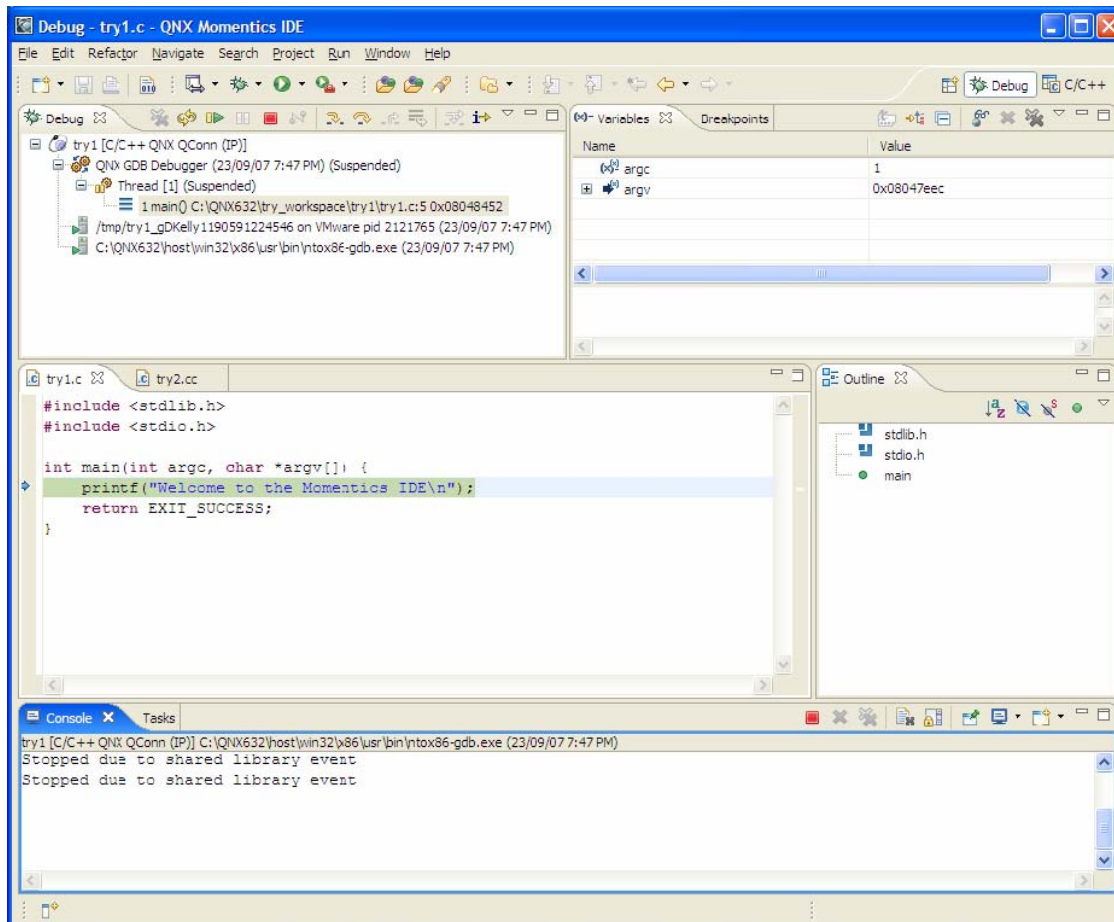 Debug - try1.c - QNX Momentics IDE
File Edit Refactor Navigate Search Project Run Window Help
Debug C/C++
Debug
try1 [C/C++ QNX QConn (IP)]
QNX GDB Debugger (23/09/07 7:47 PM) (Suspended)
Thread [1] (Suspended)
1 main() C:\QNX632\try_workspace\try1\try1.c:5 0x08048452
/tmp/try1_gDKelly1190591224546 on VMware pid 2121765 (23/09/07 7:47 PM)
C:\QNX632\host\win32\x86\usr\bin\ntox86-gdb.exe (23/09/07 7:47 PM)
Variables Breakpoints
Name Value
argc 1
argv 0x08047eec
try1.c try2.cc
#include <stdlib.h>
#include <stdio.h>
int main(int argc, char *argv[]) {
printf("Welcome to the Momentics IDE\n");
return EXIT_SUCCESS;
}
Outline
stdlib.h
stdio.h
main
Console Tasks
try1 [C/C++ QNX QConn (IP)] C:\QNX632\host\win32\x86\usr\bin\ntox86-gdb.exe (23/09/07 7:47 PM)
Stopped due to shared library event
Stopped due to shared library event